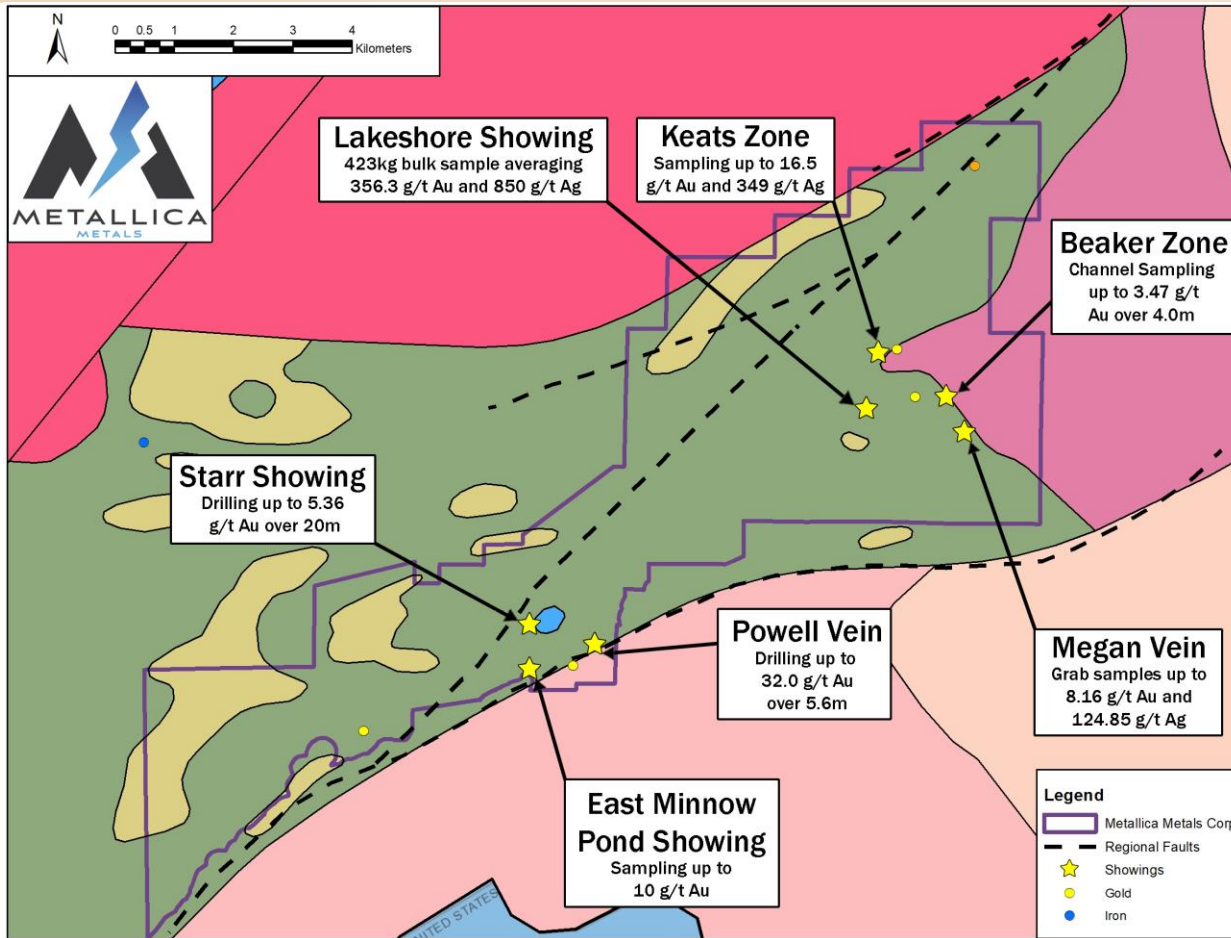 N
0 0.5 1 2 3 4
Kilometers
METALLICA
METALS
Lakeshore Showing
423kg bulk sample averaging
356.3 g/t Au and 850 g/t Ag
Keats Zone
Sampling up to 16.5
g/t Au and 349 g/t Ag
Beaker Zone
Channel Sampling
up to 3.47 g/t
Au over 4.0m
Starr Showing
Drilling up to 5.36
g/t Au over 20m
Powell Vein
Drilling up to
32.0 g/t Au
over 5.6m
Megan Vein
Grab samples up to
8.16 g/t Au and
124.85 g/t Ag
East Minnow
Pond Showing
Sampling up to
10 g/t Au
UNITED STATES
Legend
Metallica Metals Corp
Regional Faults
Showings
Gold
Iron